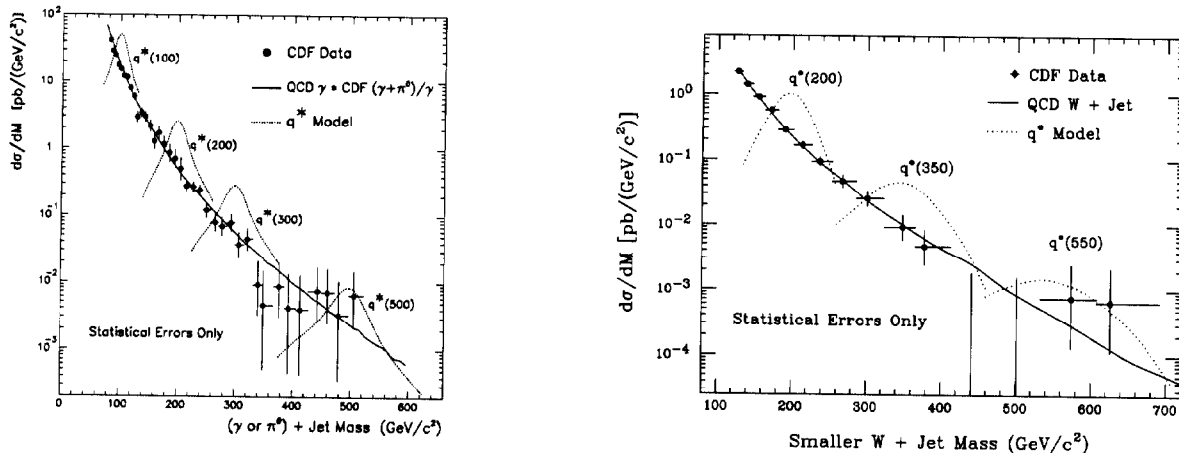 dσ/dM [pb/(GeV/c²)]
10²
10
1
10⁻¹
10⁻²
10⁻³
q*(100)
CDF Data
QCD γ • CDF (γ+π⁰)/γ
q* Model
q*(200)
q*(300)
q*(500)
Statistical Errors Only
0 100 200 300 400 500 600
(γ or π⁰) + Jet Mass (GeV/c²)
dσ/dM [pb/(GeV/c²)]
10⁰
10⁻¹
10⁻²
10⁻³
10⁻⁴
q*(200)
CDF Data
QCD W + Jet
q* Model
q*(350)
q*(550)
Statistical Errors Only
100 200 300 400 500 600 700
Smaller W + Jet Mass (GeV/c²)